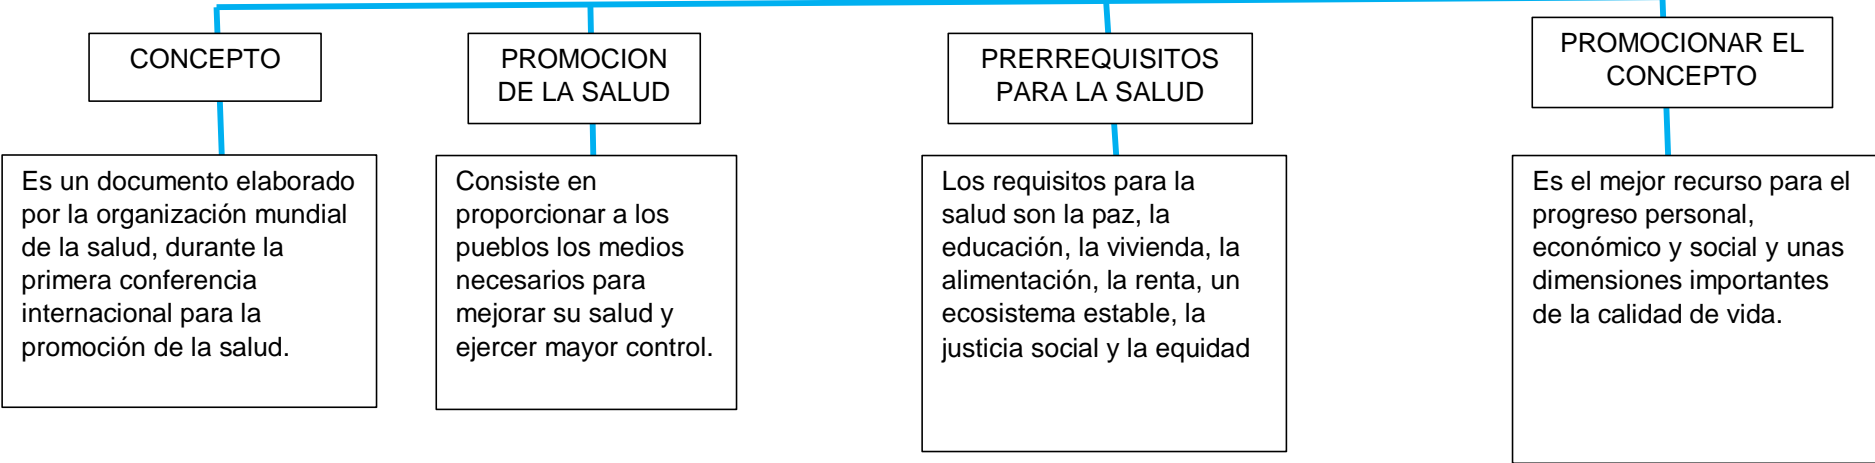 CONCEPTO
Es un documento elaborado
por la organización mundial
de la salud, durante la
primera conferencia
internacional para la
promoción de la salud.
PROMOCION
DE LA SALUD
Consiste en
proporcionar a los
pueblos los medios
necesarios para
mejorar su salud y
ejercer mayor control.
PRERREQUISITOS
PARA LA SALUD
Los requisitos para la
salud son la paz, la
educación, la vivienda, la
alimentación, la renta, un
ecosistema estable, la
justicia social y la equidad
PROMOCIONAR EL
CONCEPTO
Es el mejor recurso para el
progreso personal,
económico y social y unas
dimensiones importantes
de la calidad de vida.